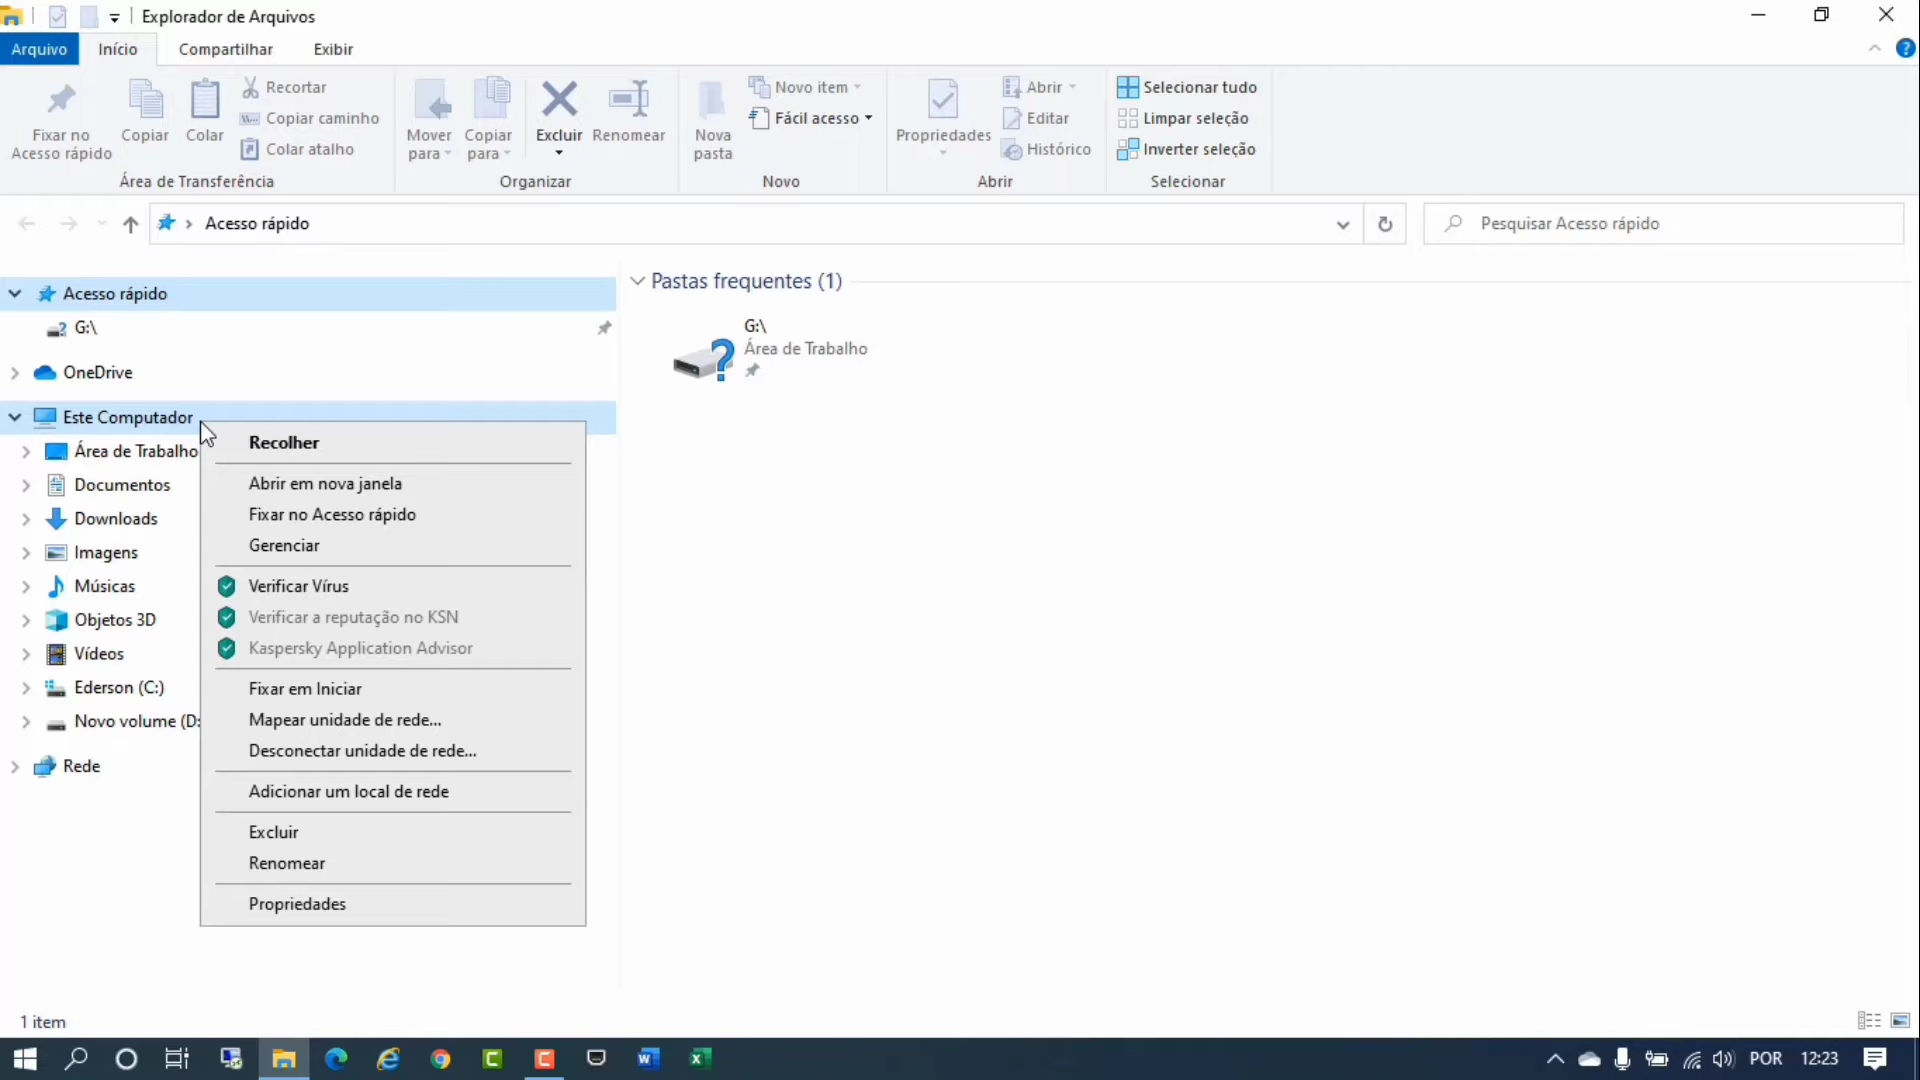 Explorador de Arquivos
Arquivo Início Compartilhar Exibir
Fixar no Acesso rápido
Copiar
Colar
Recortar
Copiar caminho
Colar atalho
Área de Transferência
Mover para
Copiar para
Excluir
Renomear
Organizar
Nova pasta
Novo item
Fácil acesso
Novo
Propriedades
Abrir
Editar
Histórico
Abrir
Selecionar tudo
Limpar seleção
Inverter seleção
Selecionar
Acesso rápido
Pesquisar Acesso rápido
Acesso rápido
G:\
OneDrive
Este Computador
Área de Trabalho
Documentos
Downloads
Imagens
Músicas
Objetos 3D
Vídeos
Ederson (C:)
Novo volume (D:
Rede
Recolher
Abrir em nova janela
Fixar no Acesso rápido
Gerenciar
Verificar Vírus
Verificar a reputação no KSN
Kaspersky Application Advisor
Fixar em Iniciar
Mapear unidade de rede...
Desconectar unidade de rede...
Adicionar um local de rede
Excluir
Renomear
Propriedades
Pastas frequentes (1)
G:\
Área de Trabalho
1 item
POR 12:23